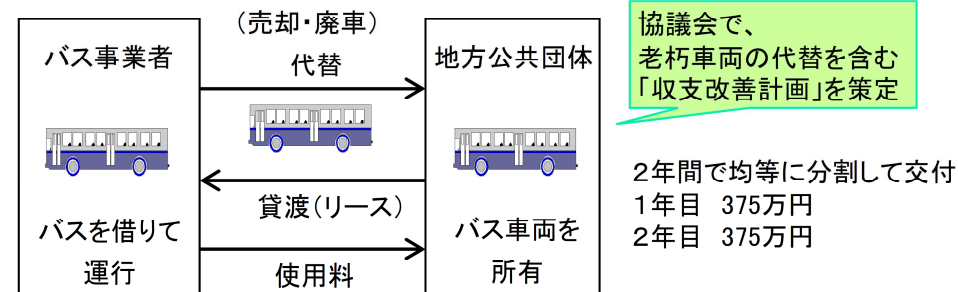 バス事業者
バスを借りて
運行
(売却・廃車)
代替
貸渡(リース)
使用料
地方公共団体
バス車両を
所有
協議会で、
老朽車両の代替を含む
「収支改善計画」を策定
2年間で均等に分割して交付
1年目 375万円
2年目 375万円